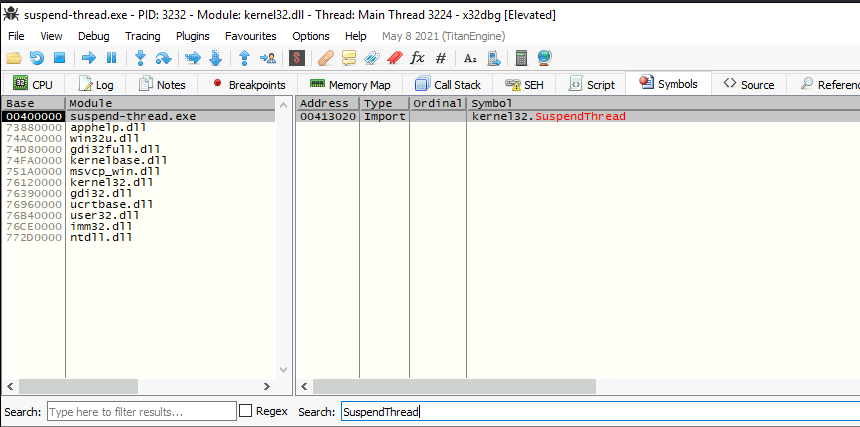 suspend-thread.exe - PID: 3232 - Module: kernel32.dll - Thread: Main Thread 3224 - x32dbg [Elevated]
File View Debug Tracing Plugins Favourites Options Help May 8 2021 (TitanEngine)
S fx # A₂
32 CPU Log Notes Breakpoints Memory Map Call Stack SEH Script Symbols <> Source Referenc
Base Module Address Type Ordinal Symbol
00400000 suspend-thread.exe 00413020 Import kernel32.SuspendThread
73880000 apphelp.dll
74AC0000 win32u.dll
74D80000 gdi32full.dll
74FA0000 kernelbase.dll
751A0000 msvcp_win.dll
76120000 kernel32.dll
76390000 gdi32.dll
76960000 ucrtbase.dll
76B40000 user32.dll
76CE0000 imm32.dll
772D0000 ntdll.dll
Search: Type here to filter results... Regex Search: SuspendThread